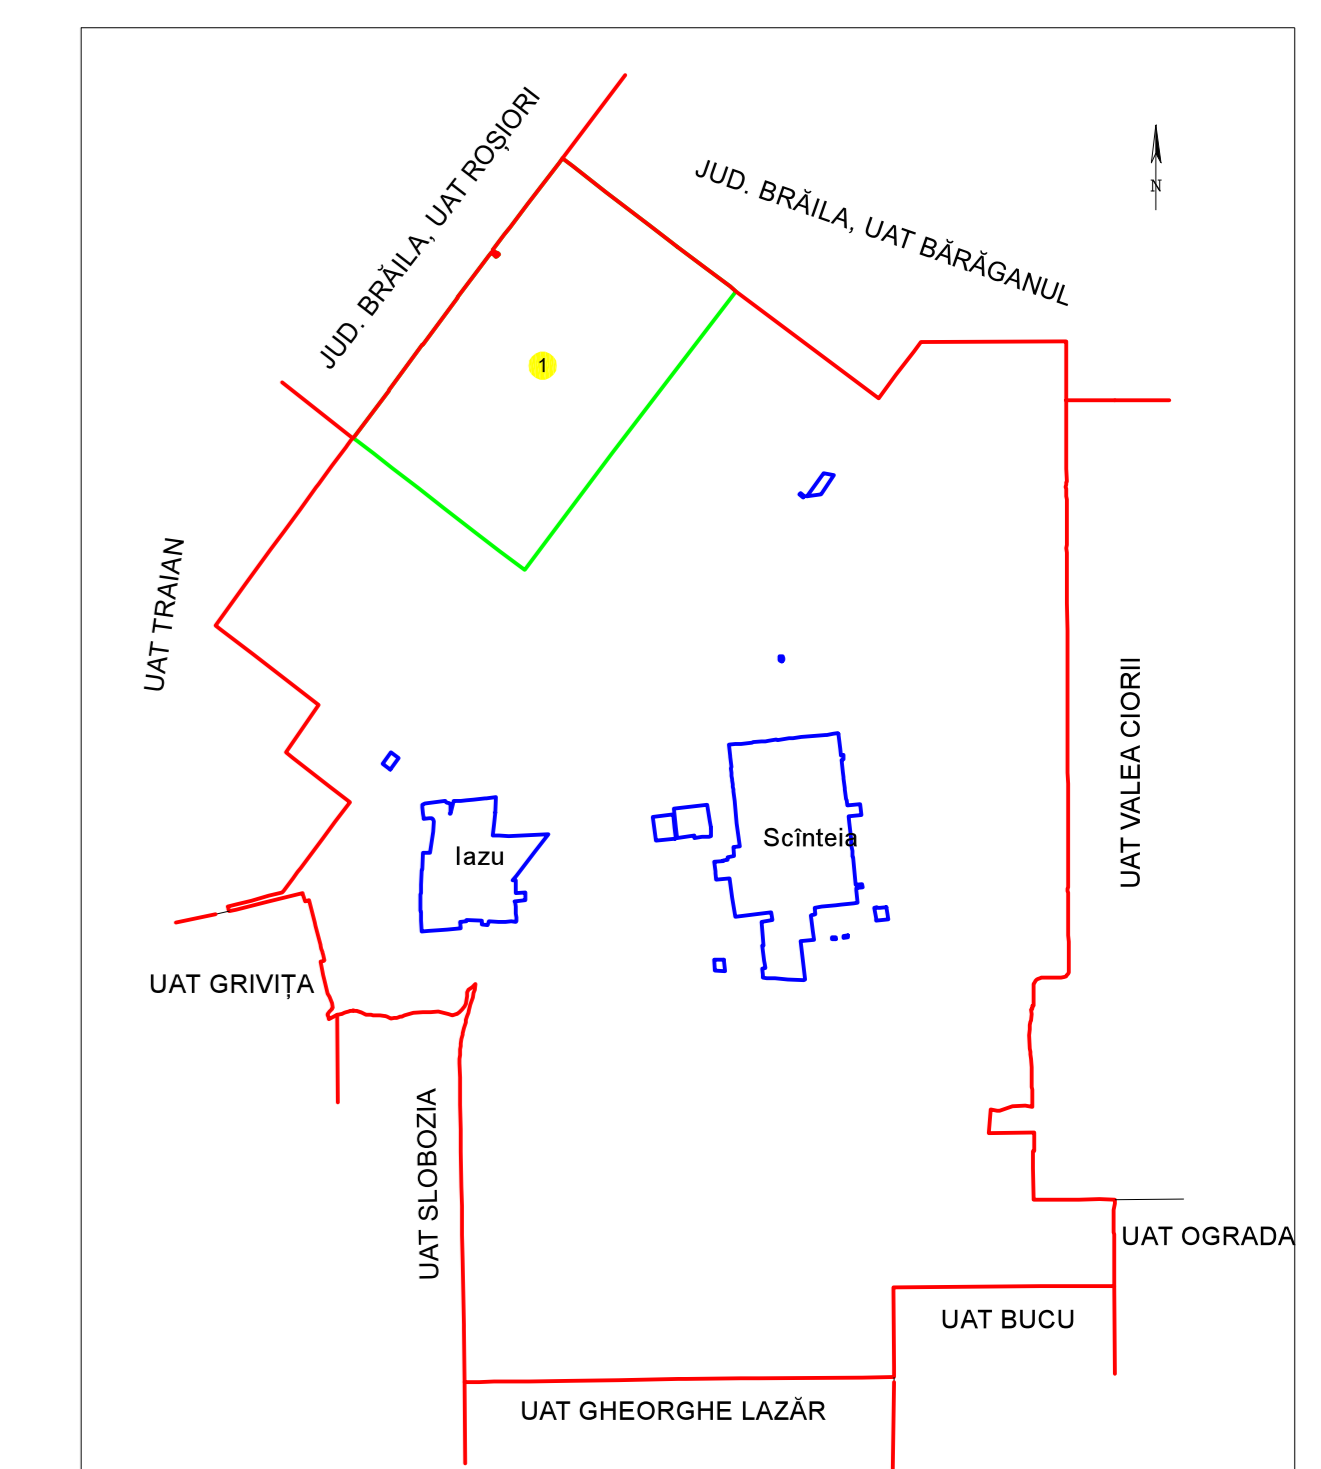 JUD. BRĂILA, UAT ROȘIORI
JUD. BRĂILA, UAT BĂRĂGANUL
N
1
UAT TRAIAN
UAT VALEA CIORII
Scînteia
Iazu
UAT GRIVIȚA
UAT SLOBOZIA
UAT OGRADA
UAT BUCU
UAT GHEORGHE LAZĂR